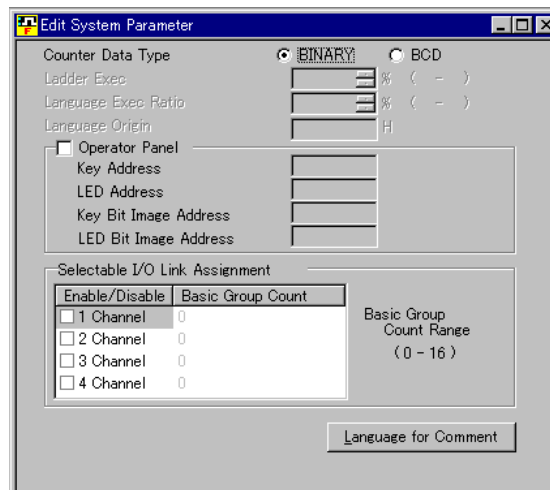 Edit System Parameter
Counter Data Type BINARY BCD
Ladder Exec % ( - )
Language Exec Ratio % ( - )
Language Origin H
Operator Panel
Key Address
LED Address
Key Bit Image Address
LED Bit Image Address
Selectable I/O Link Assignment
Enable/Disable Basic Group Count
1 Channel 0
2 Channel 0
3 Channel 0
4 Channel 0
Basic Group
Count Range
( 0 - 16 )
Language for Comment